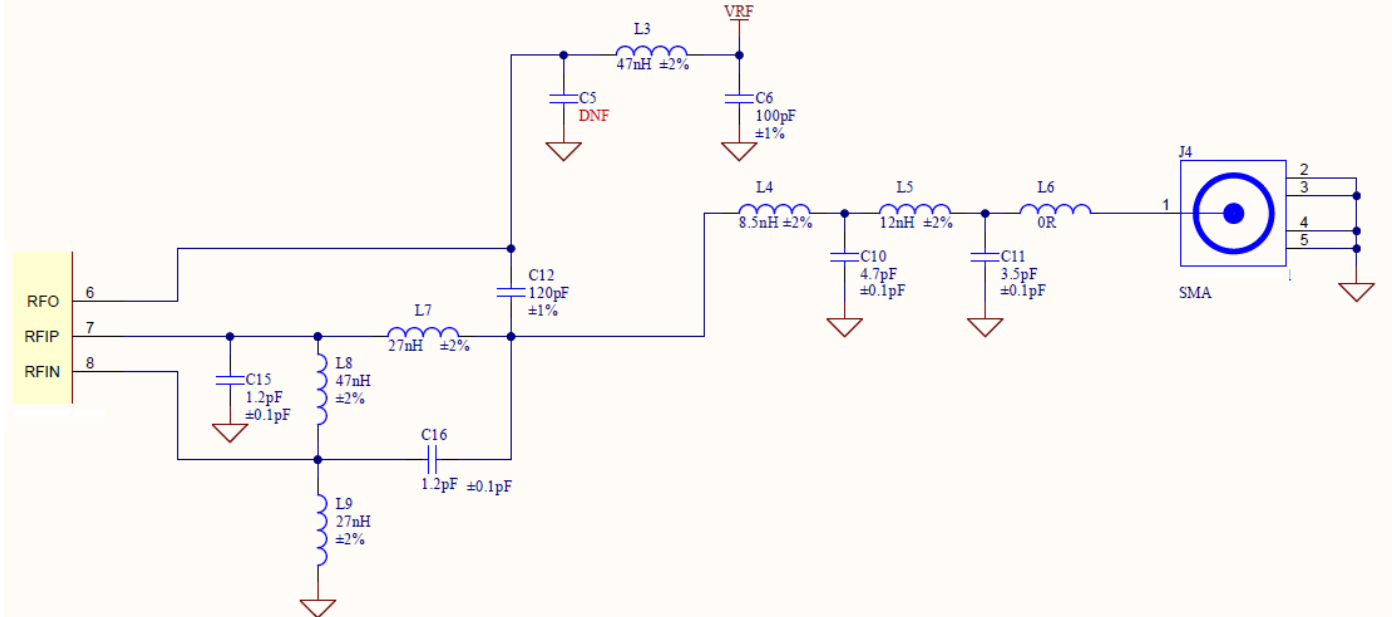 VRF
L3
47nH ±2%
C5
DNF
C6
100pF
±1%
J4
2
3
4
5
1
SMA
L4
8.5nH ±2%
L5
12nH ±2%
L6
0R
C10
4.7pF
±0.1pF
C11
3.5pF
±0.1pF
C12
120pF
±1%
RFO 6
RFIP 7
RFIN 8
L7
27nH ±2%
C15
1.2pF
±0.1pF
L8
47nH
±2%
C16
1.2pF ±0.1pF
L9
27nH
±2%